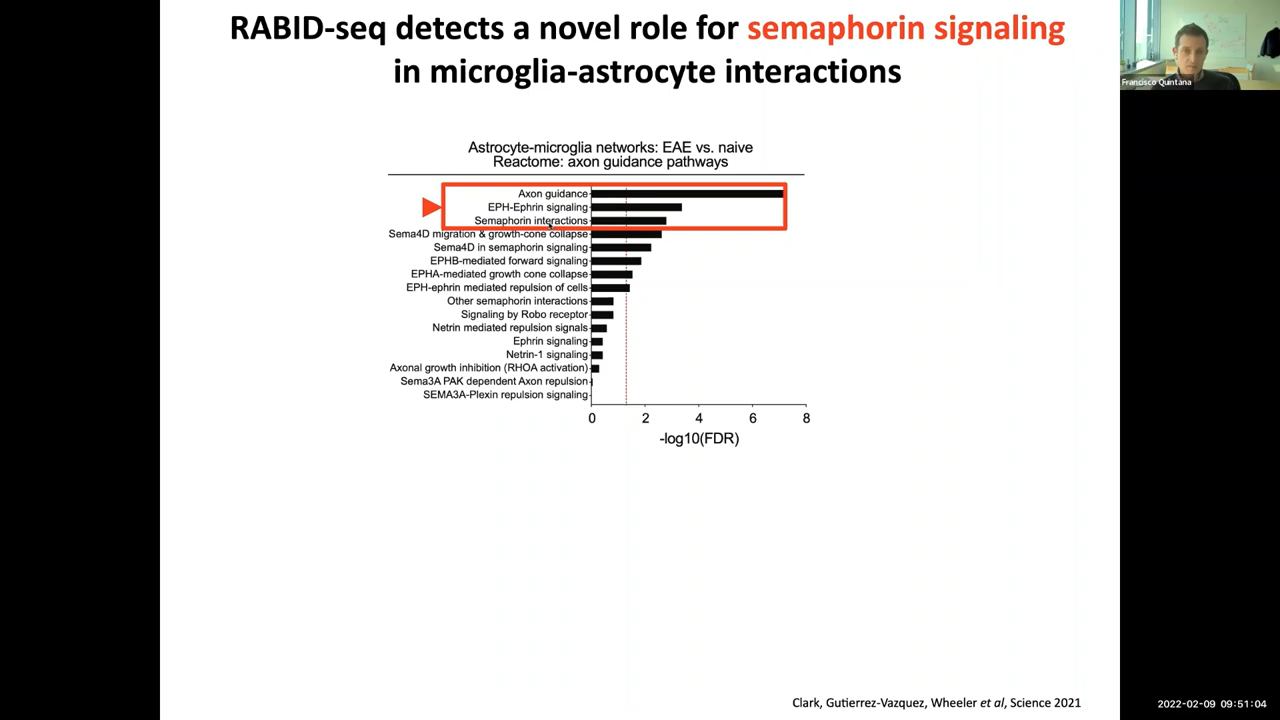 RABID-seq detects a novel role for semaphorin signaling
in microglia-astrocyte interactions
Francisco Quintana
Astrocyte-microglia networks: EAE vs. naive
Reactome: axon guidance pathways
Axon guidance
EPH-Ephrin signaling
Semaphorin interactions
Sema4D migration & growth-cone collapse
Sema4D in semaphorin signaling
EPHB-mediated forward signaling
EPHA-mediated growth cone collapse
EPH-ephrin mediated repulsion of cells
Other semaphorin interactions
Signaling by Robo receptor
Netrin mediated repulsion signals
Ephrin signaling
Netrin-1 signaling
Axonal growth inhibition (RHOA activation)
Sema3A PAK dependent Axon repulsion
SEMA3A-Plexin repulsion signaling
0 2 4 6 8
-log10(FDR)
Clark, Gutierrez-Vazquez, Wheeler et al, Science 2021
2022-02-09 09:51:04